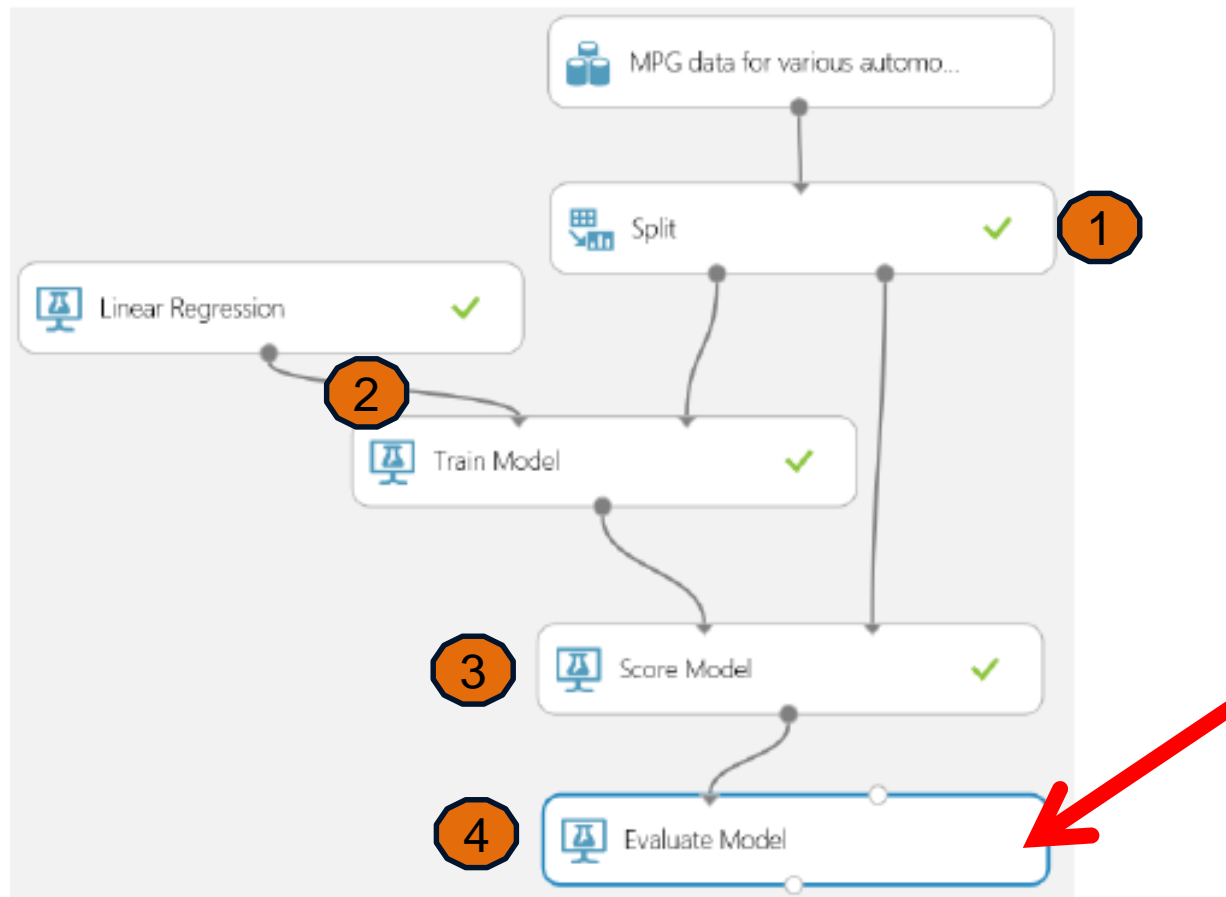 MPG data for various automo...
Split
1
Linear Regression
2
Train Model
Score Model
3
Evaluate Model
4